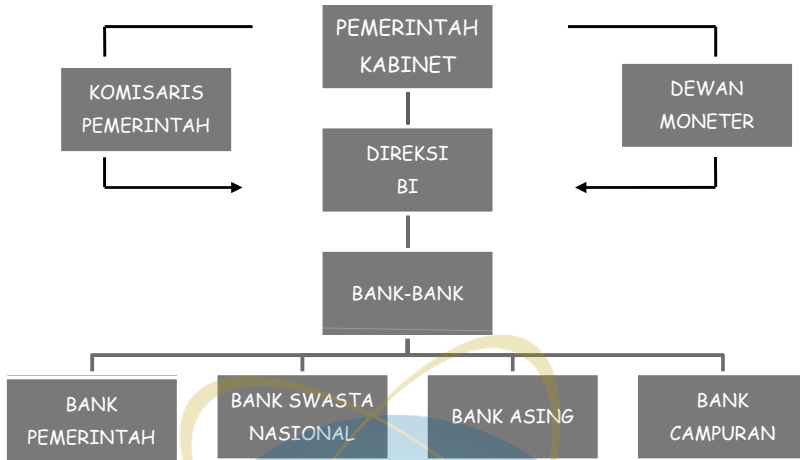 PEMERINTAH
KABINET
KOMISARIS
PEMERINTAH
DEWAN
MONETER
DIREKSI
BI
BANK-BANK
BANK
PEMERINTAH
BANK SWASTA
NASIONAL
BANK ASING
BANK
CAMPURAN